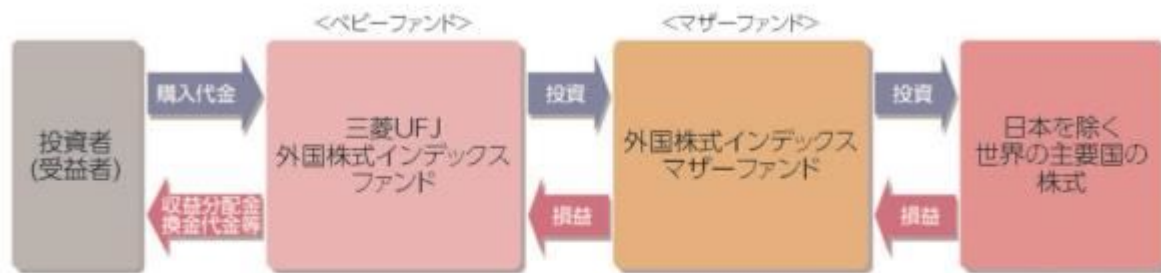 <ベビーファンド>
<マザーファンド>
投資者
(受益者)
購入代金
収益分配金
換金代金等
三菱UFJ
外国株式インデックス
ファンド
投資
損益
外国株式インデックス
マザーファンド
投資
損益
日本を除く
世界の主要国の
株式